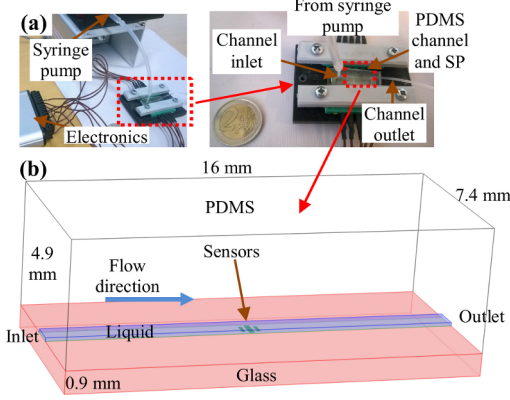 (a)
Syringe
pump
Electronics
From syringe
pump
Channel
inlet
PDMS
channel
and SP
Channel
outlet
(b)
16 mm
7.4 mm
PDMS
4.9
mm
Sensors
Flow
direction
Inlet
Liquid
Outlet
Glass
0.9 mm